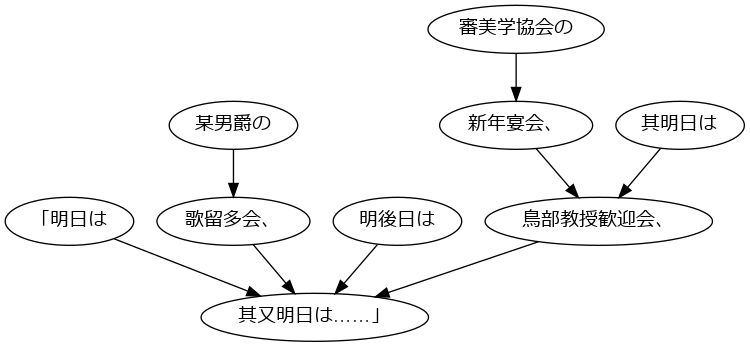 審美学協会の
某男爵の
新年宴会、
其明日は
「明日は
歌留多会、
明後日は
鳥部教授歓迎会、
其又明日は……」